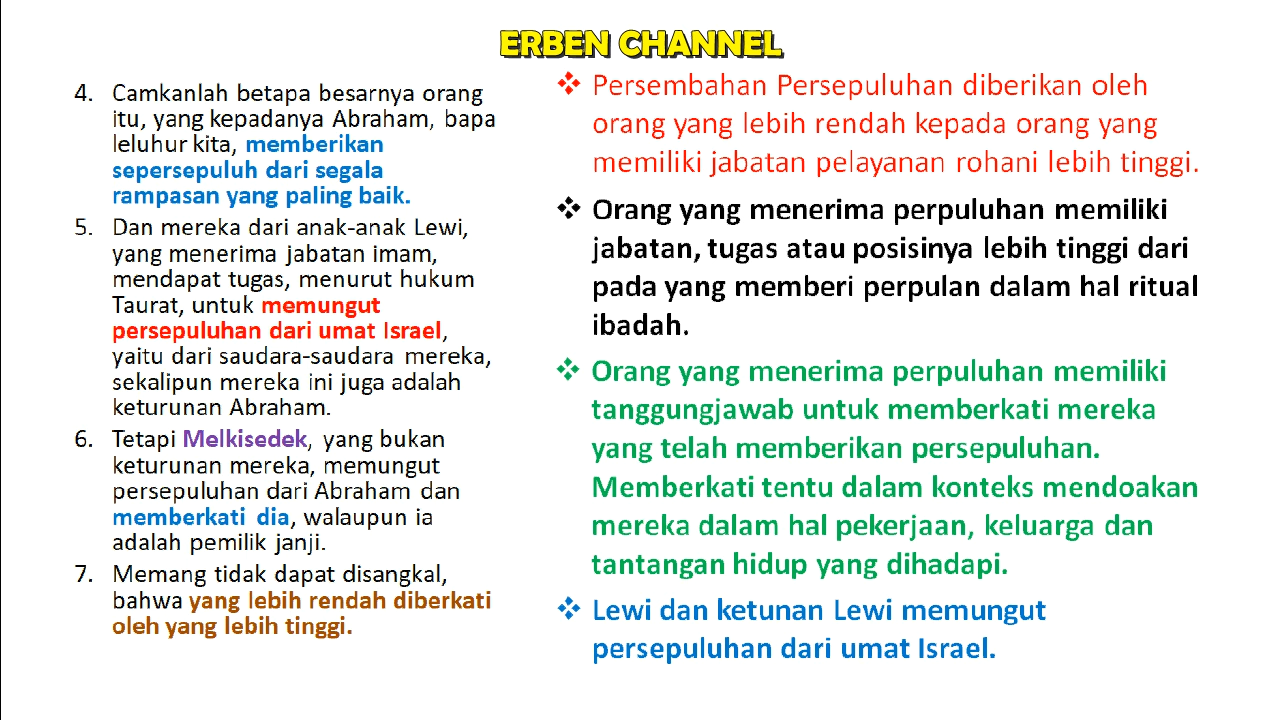 ERBEN CHANNEL
4. Camkanlah betapa besarnya orang
itu, yang kepadanya Abraham, bapa
leluhur kita, memberikan
sepersepuluh dari segala
rampasan yang paling baik.
5. Dan mereka dari anak-anak Lewi,
yang menerima jabatan imam,
mendapat tugas, menurut hukum
Taurat, untuk memungut
persepuluhan dari umat Israel,
yaitu dari saudara-saudara mereka,
sekalipun mereka ini juga adalah
keturunan Abraham.
6. Tetapi Melkisedek, yang bukan
keturunan mereka, memungut
persepuluhan dari Abraham dan
memberkati dia, walaupun ia
adalah pemilik janji.
7. Memang tidak dapat disangkal,
bahwa yang lebih rendah diberkati
oleh yang lebih tinggi.
❖ Persembahan Persepuluhan diberikan oleh
orang yang lebih rendah kepada orang yang
memiliki jabatan pelayanan rohani lebih tinggi.
❖ Orang yang menerima perpuluhan memiliki
jabatan, tugas atau posisinya lebih tinggi dari
pada yang memberi perpulan dalam hal ritual
ibadah.
❖ Orang yang menerima perpuluhan memiliki
tanggungjawab untuk memberkati mereka
yang telah memberikan persepuluhan.
Memberkati tentu dalam konteks mendoakan
mereka dalam hal pekerjaan, keluarga dan
tantangan hidup yang dihadapi.
❖ Lewi dan ketunan Lewi memungut
persepuluhan dari umat Israel.